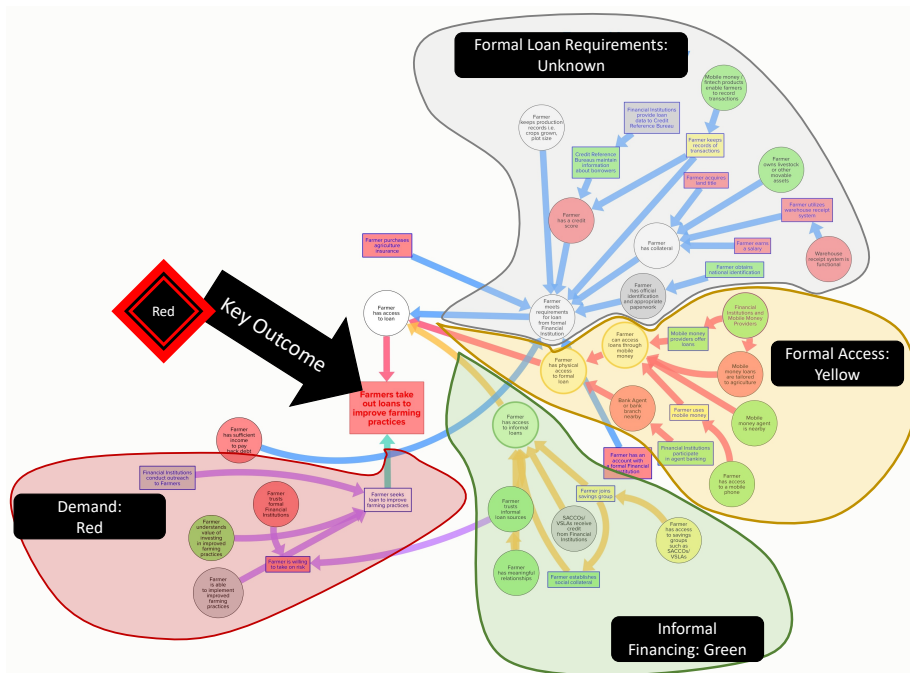 Formal Loan Requirements:
Unknown
Mobile money /
fintech products
enable farmers
to record
transactions
Financial Institutions
provide loan
data to Credit
Reference Bureau
Farmer
keeps production
records i.e.
crops grown,
plot size
Farmer keeps
records of
transactions
Credit Reference
Bureaus maintain
information
about borrowers
Farmer
owns livestock
or other
movable
assets
Farmer acquires
land title
Farmer utilizes
warehouse receipt
system
Farmer
has a credit
score
Farmer
has collateral
Farmer earns
a salary
Warehouse
receipt system is
functional
Farmer purchases
agriculture
insurance
Farmer obtains
national identification
Farmer
has official
identification
and appropriate
paperwork
Red
Key Outcome
Farmer
has access
to loan
Farmer
meets
requirements
for loan
from formal
Financial
Institution
Financial
Institutions and
Mobile Money
Providers
Farmer
can access
loans through
mobile
money
Mobile money
providers offer
loans
Formal Access:
Yellow
Farmer
has physical
access to formal
loan
Mobile
money loans
are tailored
to agriculture
Farmers take
out loans to
improve farming
practices
Bank Agent
or bank
branch nearby
Farmer uses
mobile money
Mobile
money agent
is nearby
Farmer
has access
to informal
loans
Farmer
has sufficient
income
to pay
back debt
Farmer has an
account with
a formal Financial
Institution
Financial Institutions
participate
in agent banking
Farmer
has access
to a mobile
phone
Financial Institutions
conduct outreach
to Farmers
Farmer
trusts
formal
Financial
Institutions
Farmer seeks
loan to improve
farming practices
Demand:
Red
Farmer
trusts
informal
loan sources
Farmer joins
savings group
SACCOs/
VSLAs receive
credit
from Financial
Institutions
Farmer
has access
to savings
groups
such as
SACCOs/
VSLAs
Farmer
understands
value of
investing
in improved
farming
practices
Farmer is willing
to take on risk
Farmer
is able
to implement
improved
farming
practices
Farmer
has meaningful
relationships
Farmer establishes
social collateral
Informal
Financing: Green